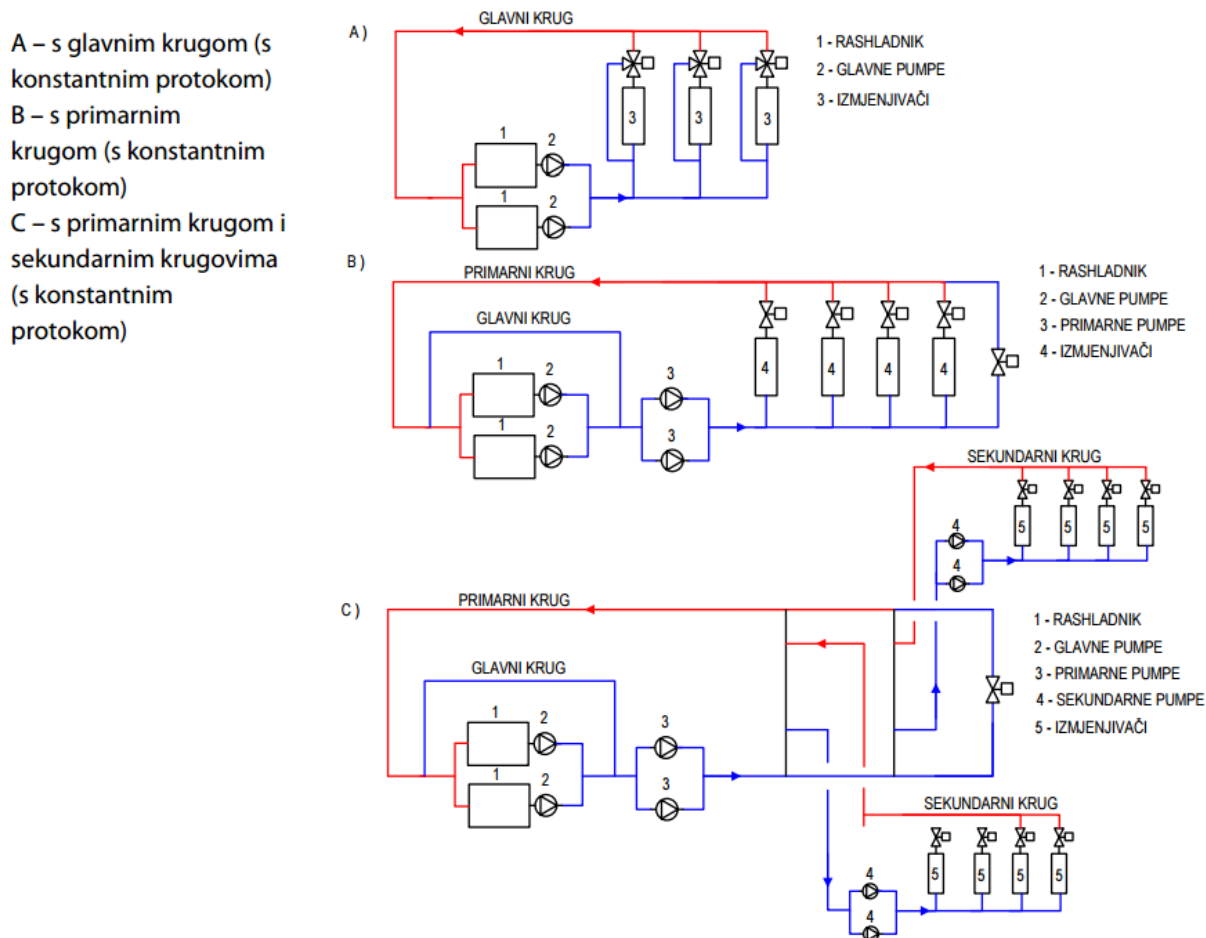 A – s glavnim krugom (s
konstantnim protokom)
B – s primarnim
krugom (s konstantnim
protokom)
C – s primarnim krugom i
sekundarnim krugovima
(s konstantnim
protokom)
A )
GLAVNI KRUG
1 - RASHLADNIK
2 - GLAVNE PUMPE
3 - IZMJENJIVAČI
3 3 3
1 2
1 2
B )
PRIMARNI KRUG
1 - RASHLADNIK
2 - GLAVNE PUMPE
3 - PRIMARNE PUMPE
4 - IZMJENJIVAČI
GLAVNI KRUG
4 4 4 4
1 2 3
1 2 3
SEKUNDARNI KRUG
5 5 5 5
4
4
C )
PRIMARNI KRUG
1 - RASHLADNIK
2 - GLAVNE PUMPE
3 - PRIMARNE PUMPE
4 - SEKUNDARNE PUMPE
5 - IZMJENJIVAČI
GLAVNI KRUG
1 2 3
1 2 3
SEKUNDARNI KRUG
5 5 5 5
4
4